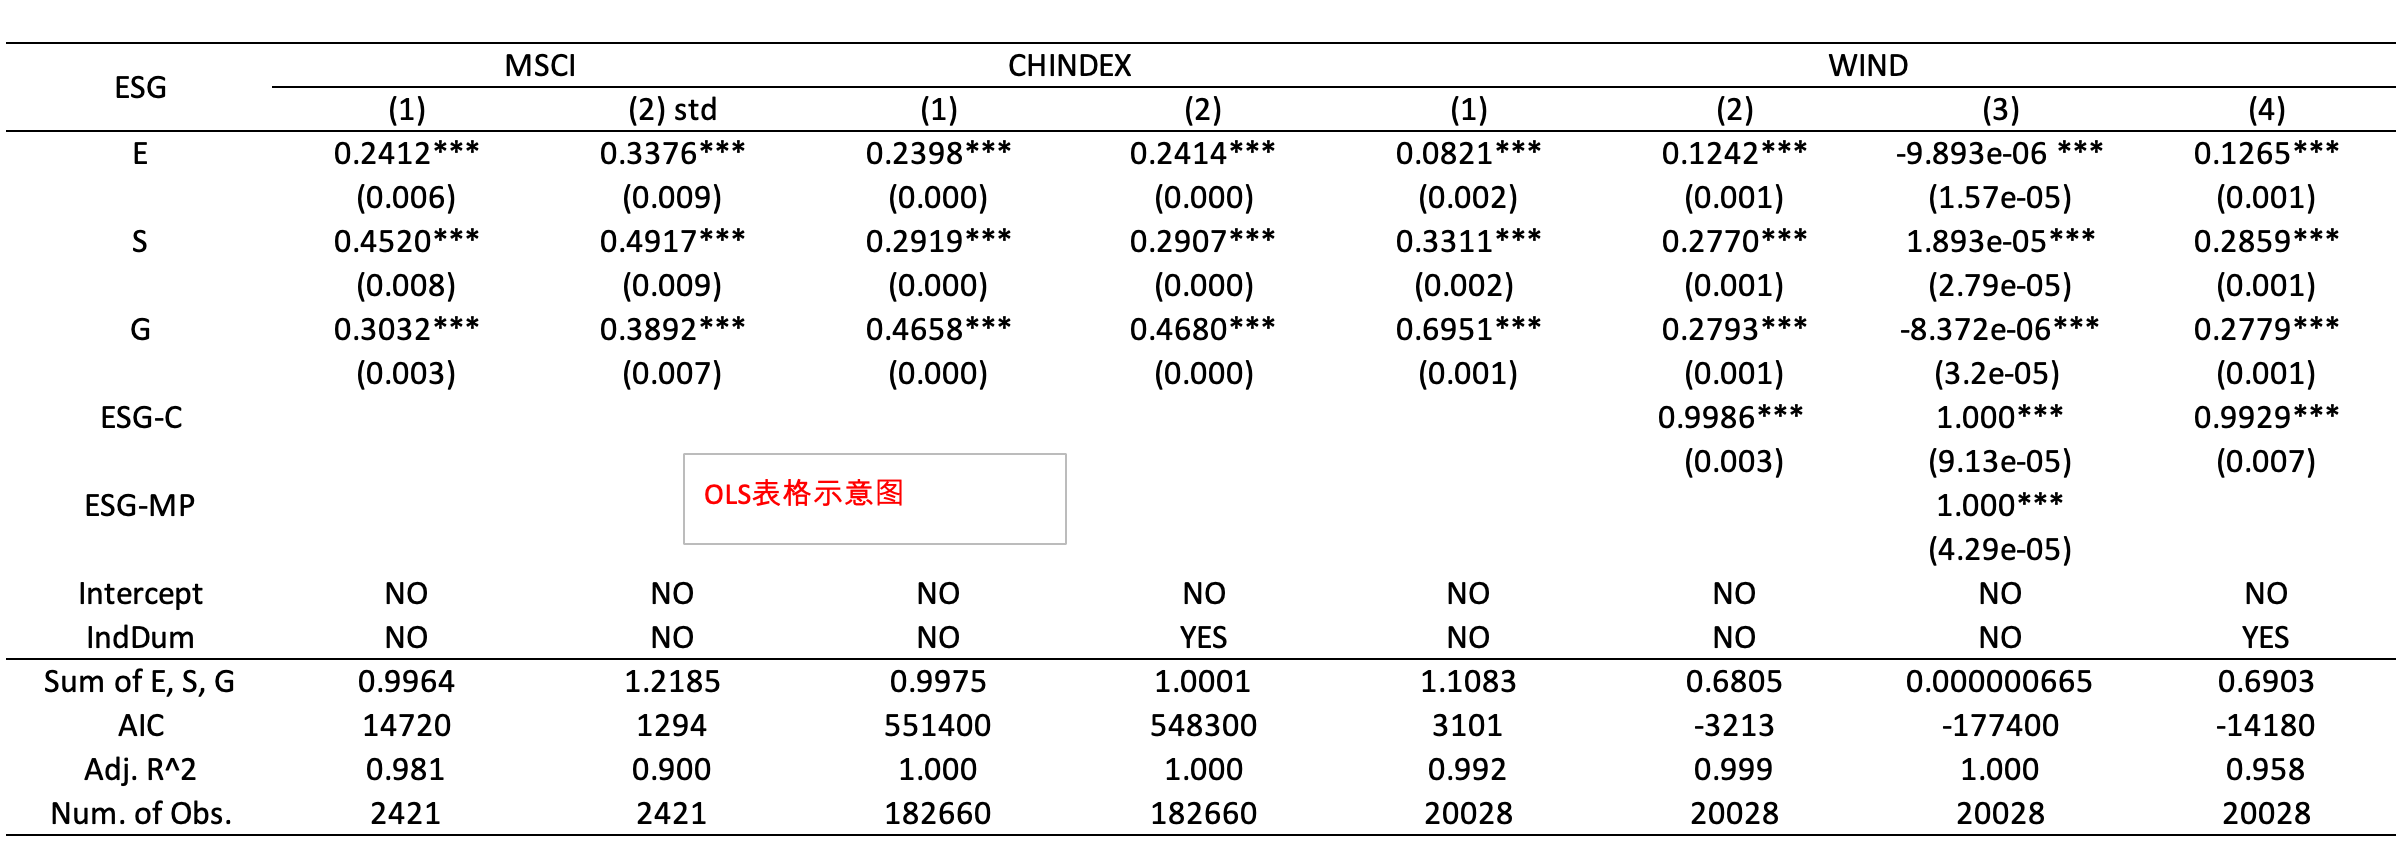 MSCI CHINDEX WIND
ESG
(1) (2) std (1) (2) (1) (2) (3) (4)
E 0.2412*** 0.3376*** 0.2398*** 0.2414*** 0.0821*** 0.1242*** -9.893e-06 *** 0.1265***
(0.006) (0.009) (0.000) (0.000) (0.002) (0.001) (1.57e-05) (0.001)
S 0.4520*** 0.4917*** 0.2919*** 0.2907*** 0.3311*** 0.2770*** 1.893e-05*** 0.2859***
(0.008) (0.009) (0.000) (0.000) (0.002) (0.001) (2.79e-05) (0.001)
G 0.3032*** 0.3892*** 0.4658*** 0.4680*** 0.6951*** 0.2793*** -8.372e-06*** 0.2779***
(0.003) (0.007) (0.000) (0.000) (0.001) (0.001) (3.2e-05) (0.001)
ESG-C 0.9986*** 1.000*** 0.9929***
(0.003) (9.13e-05) (0.007)
OLS表格示意图
ESG-MP 1.000***
(4.29e-05)
Intercept NO NO NO NO NO NO NO NO
IndDum NO NO NO YES NO NO NO YES
Sum of E, S, G 0.9964 1.2185 0.9975 1.0001 1.1083 0.6805 0.000000665 0.6903
AIC 14720 1294 551400 548300 3101 -3213 -177400 -14180
Adj. R^2 0.981 0.900 1.000 1.000 0.992 0.999 1.000 0.958
Num. of Obs. 2421 2421 182660 182660 20028 20028 20028 20028